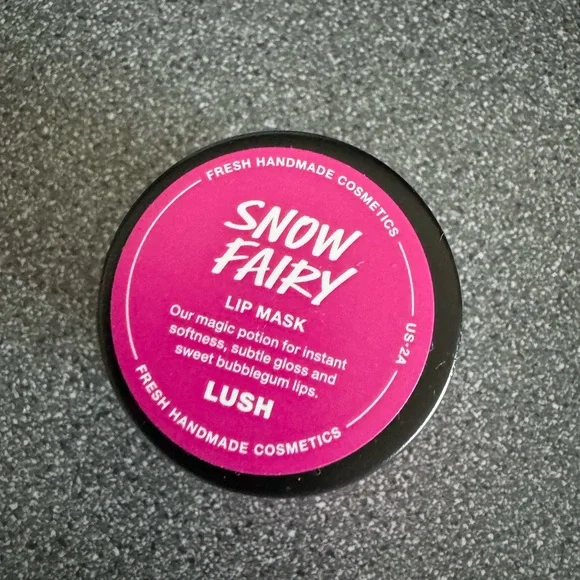 FRESH HANDMADE COSMETICS
SNOW
FAIRY
LIP MASK
Our magic potion for instant
softness, subtle gloss and
sweet bubblegum lips.
LUSH
US-2A
FRESH HANDMADE COSMETICS